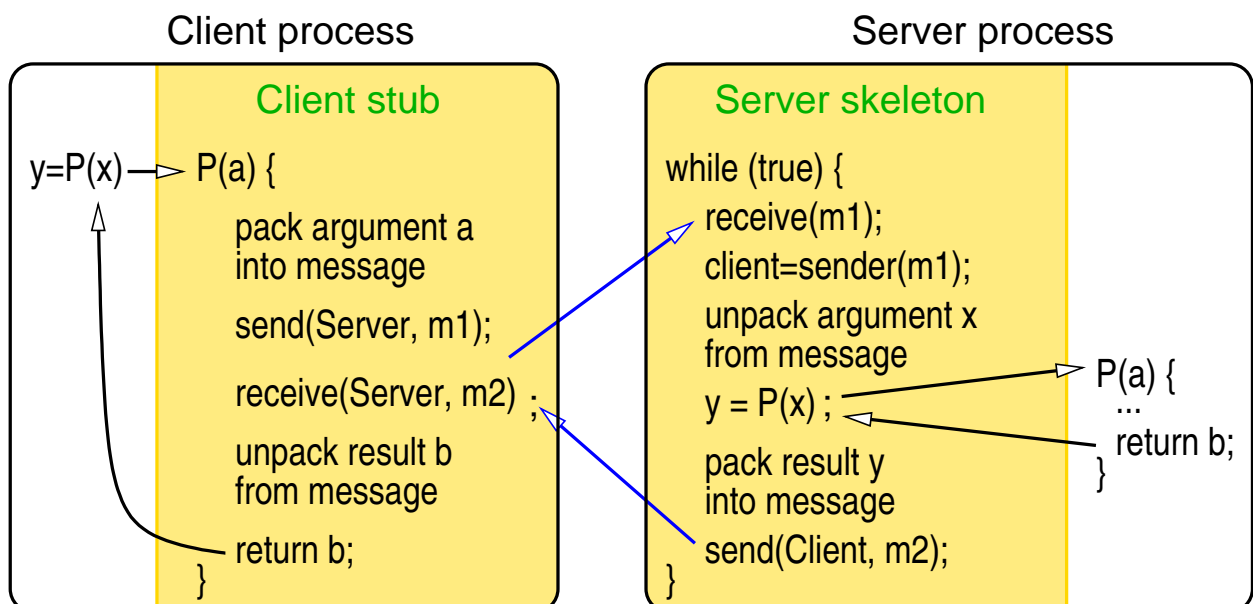 Client process
Client stub
y=P(x)
P(a) {
pack argument a
into message
send(Server, m1);
receive(Server, m2) ;
unpack result b
from message
return b;
}
Server process
Server skeleton
while (true) {
receive(m1);
client=sender(m1);
unpack argument x
from message
y = P(x) ;
pack result y
into message
send(Client, m2);
}
P(a) {
...
return b;
}